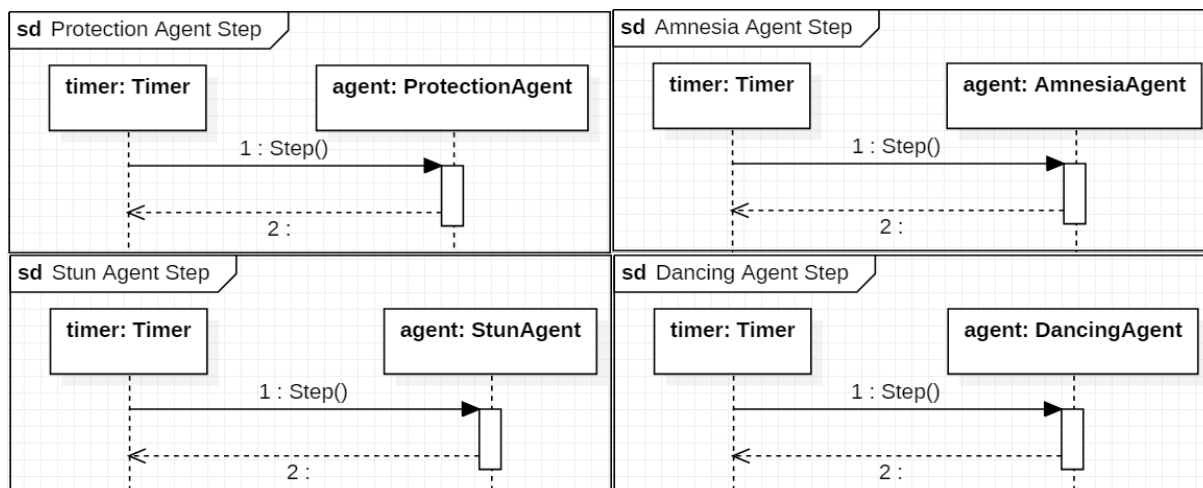 sd Protection Agent Step
timer: Timer
agent: ProtectionAgent
1 : Step()
2 :
sd Amnesia Agent Step
timer: Timer
agent: AmnesiaAgent
1 : Step()
2 :
sd Stun Agent Step
timer: Timer
agent: StunAgent
1 : Step()
2 :
sd Dancing Agent Step
timer: Timer
agent: DancingAgent
1 : Step()
2 :